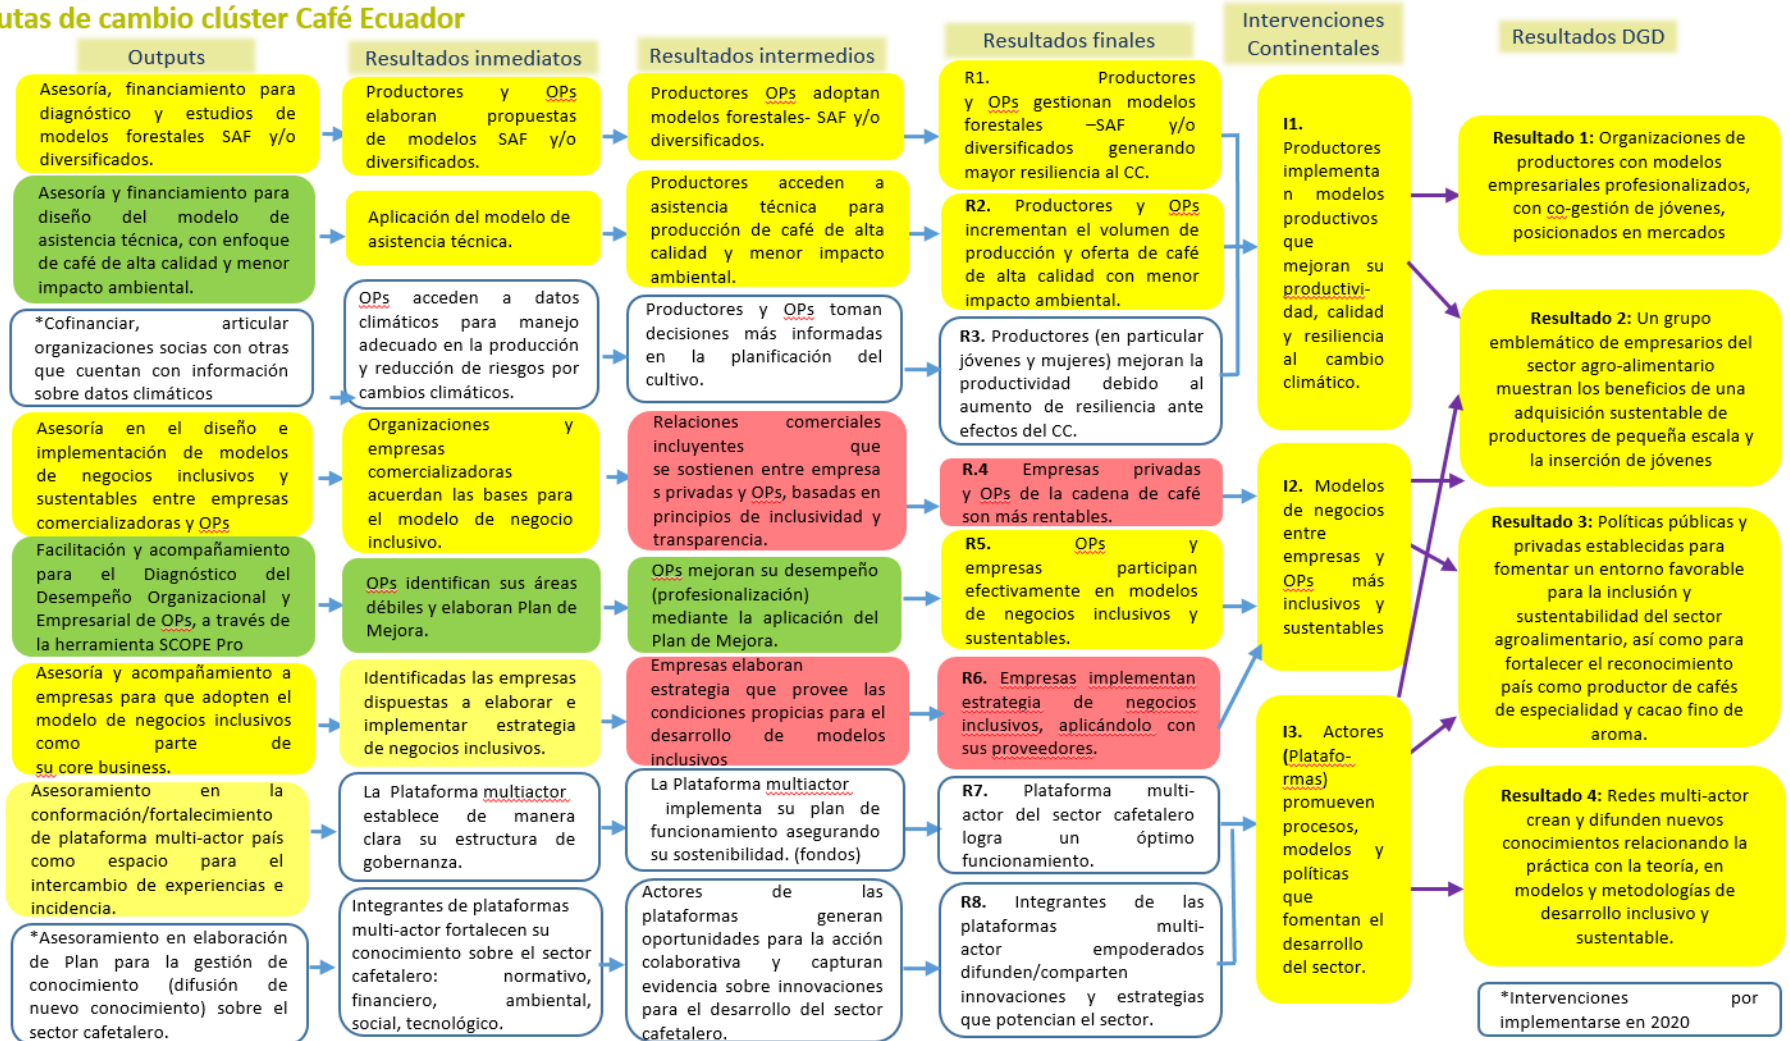 utas de cambio clúster Café Ecuador
Outputs
Asesoría, financiamiento para
diagnóstico y estudios de
modelos forestales SAF y/o
diversificados.
Asesoría y financiamiento para
diseño del modelo de
asistencia técnica, con enfoque
de café de alta calidad y menor
impacto ambiental.
*Cofinanciar, articular
organizaciones socias con otras
que cuentan con información
sobre datos climáticos
Asesoría en el diseño e
implementación de modelos
de negocios inclusivos y
sustentables entre empresas
comercializadoras y OPs
Facilitación y acompañamiento
para el Diagnóstico del
Desempeño Organizacional y
Empresarial de OPs, a través de
la herramienta SCOPE Pro
Asesoría y acompañamiento a
empresas para que adopten el
modelo de negocios inclusivos
como parte de
su core business.
Asesoramiento en la
conformación/fortalecimiento
de plataforma multi-actor país
como espacio para el
intercambio de experiencias e
incidencia.
*Asesoramiento en elaboración
de Plan para la gestión de
conocimiento (difusión de
nuevo conocimiento) sobre el
sector cafetalero.
Resultados inmediatos
Productores y OPs
elaboran propuestas
de modelos SAF y/o
diversificados.
Aplicación del modelo de
asistencia técnica.
OPs acceden a datos
climáticos para manejo
adecuado en la producción
y reducción de riesgos por
cambios climáticos.
Organizaciones y
empresas
comercializadoras
acuerdan las bases para
el modelo de negocio
inclusivo.
OPs identifican sus áreas
débiles y elaboran Plan de
Mejora.
Identificadas las empresas
dispuestas a elaborar e
implementar estrategia
de negocios inclusivos.
La Plataforma multiactor
establece de manera
clara su estructura de
gobernanza.
Integrantes de plataformas
multi-actor fortalecen su
conocimiento sobre el sector
cafetalero: normativo,
financiero, ambiental,
social, tecnológico.
Resultados intermedios
Productores OPs adoptan
modelos forestales- SAF y/o
diversificados.
Productores acceden a
asistencia técnica para
producción de café de alta
calidad y menor impacto
ambiental.
Productores y OPs toman
decisiones más informadas
en la planificación del
cultivo.
Relaciones comerciales
incluyentes que
se sostienen entre empresa
s privadas y OPs, basadas en
principios de inclusividad y
transparencia.
OPs mejoran su desempeño
(profesionalización)
mediante la aplicación del
Plan de Mejora.
Empresas elaboran
estrategia que provee las
condiciones propicias para el
desarrollo de modelos
inclusivos
La Plataforma multiactor
implementa su plan de
funcionamiento asegurando
su sostenibilidad. (fondos)
Actores de las
plataformas generan
oportunidades para la acción
colaborativa y capturan
evidencia sobre innovaciones
para el desarrollo del sector
cafetalero.
Resultados finales
R1. Productores
y OPs gestionan modelos
forestales –SAF y/o
diversificados generando
mayor resiliencia al CC.
R2. Productores y OPs
incrementan el volumen de
producción y oferta de café
de alta calidad con menor
impacto ambiental.
R3. Productores (en particular
jóvenes y mujeres) mejoran la
productividad debido al
aumento de resiliencia ante
efectos del CC.
R.4 Empresas privadas
y OPs de la cadena de café
son más rentables.
R5. OPs y
empresas participan
efectivamente en modelos
de negocios inclusivos y
sustentables.
R6. Empresas implementan
estrategia de negocios
inclusivos, aplicándolo con
sus proveedores.
R7. Plataforma multi-
actor del sector cafetalero
logra un óptimo
funcionamiento.
R8. Integrantes de las
plataformas multi-
actor empoderados
difunden/comparten
innovaciones y estrategias
que potencian el sector.
Intervenciones
Continentales
I1.
Productores
implementa
n modelos
productivos
que
mejoran su
productivi-
dad, calidad
y resiliencia
al cambio
climático.
I2. Modelos
de negocios
entre
empresas y
OPs más
inclusivos y
sustentables
I3. Actores
(Platafo-
rmas)
promueven
procesos,
modelos y
políticas
que
fomentan el
desarrollo
del sector.
Resultados DGD
Resultado 1: Organizaciones de
productores con modelos
empresariales profesionalizados,
con co-gestión de jóvenes,
posicionados en mercados
Resultado 2: Un grupo
emblemático de empresarios del
sector agro-alimentario
muestran los beneficios de una
adquisición sustentable de
productores de pequeña escala y
la inserción de jóvenes
Resultado 3: Políticas públicas y
privadas establecidas para
fomentar un entorno favorable
para la inclusión y
sustentabilidad del sector
agroalimentario, así como para
fortalecer el reconocimiento
país como productor de cafés
de especialidad y cacao fino de
aroma.
Resultado 4: Redes multi-actor
crean y difunden nuevos
conocimientos relacionando la
práctica con la teoría, en
modelos y metodologías de
desarrollo inclusivo y
sustentable.
*Intervenciones por
implementarse en 2020